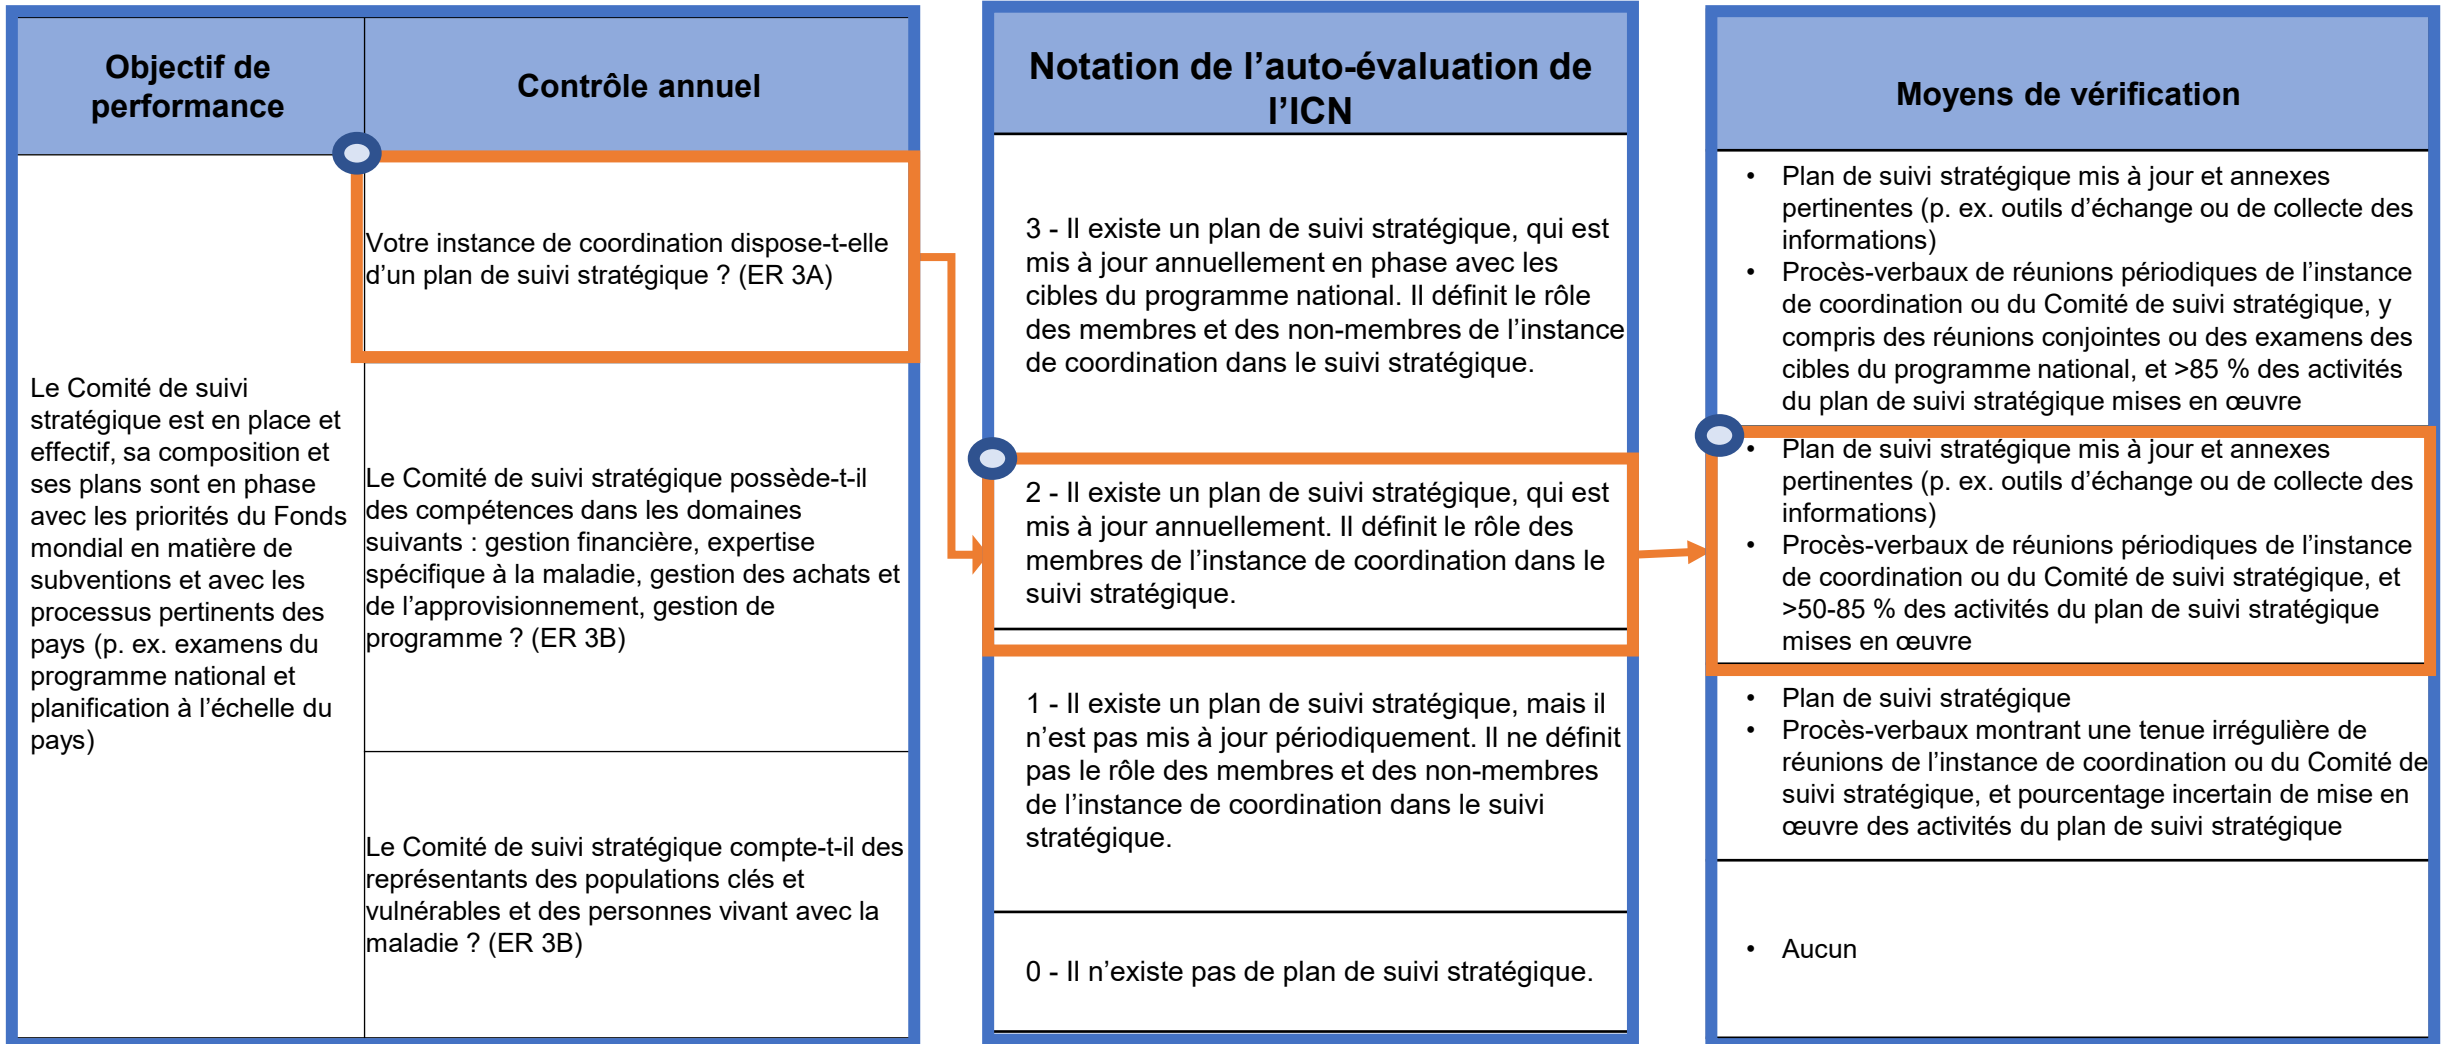 Objectif de
performance
Contrôle annuel
Le Comité de suivi
stratégique est en place et
effectif, sa composition et
ses plans sont en phase
avec les priorités du Fonds
mondial en matière de
subventions et avec les
processus pertinents des
pays (p. ex. examens du
programme national et
planification à l’échelle du
pays)
Votre instance de coordination dispose-t-elle
d’un plan de suivi stratégique ? (ER 3A)
Le Comité de suivi stratégique possède-t-il
des compétences dans les domaines
suivants : gestion financière, expertise
spécifique à la maladie, gestion des achats et
de l’approvisionnement, gestion de
programme ? (ER 3B)
Le Comité de suivi stratégique compte-t-il des
représentants des populations clés et
vulnérables et des personnes vivant avec la
maladie ? (ER 3B)
Notation de l’auto-évaluation de
l’ICN
3 - Il existe un plan de suivi stratégique, qui est
mis à jour annuellement en phase avec les
cibles du programme national. Il définit le rôle
des membres et des non-membres de l’instance
de coordination dans le suivi stratégique.
2 - Il existe un plan de suivi stratégique, qui est
mis à jour annuellement. Il définit le rôle des
membres de l’instance de coordination dans le
suivi stratégique.
1 - Il existe un plan de suivi stratégique, mais il
n’est pas mis à jour périodiquement. Il ne définit
pas le rôle des membres et des non-membres
de l’instance de coordination dans le suivi
stratégique.
0 - Il n’existe pas de plan de suivi stratégique.
Moyens de vérification
• Plan de suivi stratégique mis à jour et annexes
pertinentes (p. ex. outils d’échange ou de collecte des
informations)
• Procès-verbaux de réunions périodiques de l’instance
de coordination ou du Comité de suivi stratégique, y
compris des réunions conjointes ou des examens des
cibles du programme national, et >85 % des activités
du plan de suivi stratégique mises en œuvre
• Plan de suivi stratégique mis à jour et annexes
pertinentes (p. ex. outils d’échange ou de collecte des
informations)
• Procès-verbaux de réunions périodiques de l’instance
de coordination ou du Comité de suivi stratégique, et
>50-85 % des activités du plan de suivi stratégique
mises en œuvre
• Plan de suivi stratégique
• Procès-verbaux montrant une tenue irrégulière de
réunions de l’instance de coordination ou du Comité de
suivi stratégique, et pourcentage incertain de mise en
œuvre des activités du plan de suivi stratégique
• Aucun